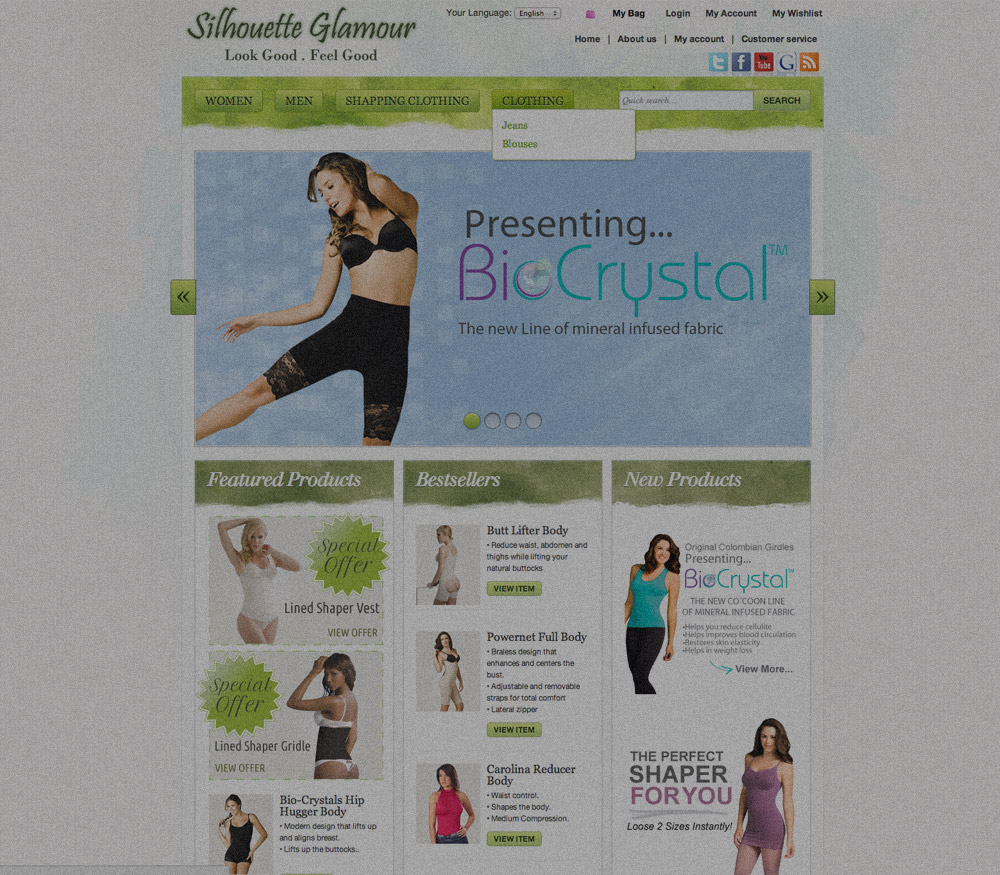 Silhouette Glamour
Look Good . Feel Good
Your Language: English
My Bag Login My Account My Wishlist
Home | About us | My account | Customer service
You
Tube
WOMEN MEN SHAPPING CLOTHING CLOTHING
Quick search... SEARCH
Jeans
Blouses
Presenting...
BioCrystal™
The new Line of mineral infused fabric
Featured Products
Special
Offer
Lined Shaper Vest
VIEW OFFER
Special
Offer
Lined Shaper Gridle
VIEW OFFER
Bio-Crystals Hip
Hugger Body
• Modern design that lifts up
and aligns breast.
• Lifts up the buttocks..
Bestsellers
Butt Lifter Body
• Reduce waist, abdomen and
thighs while lifting your
natural buttocks
VIEW ITEM
Powernet Full Body
• Braless design that
enhances and centers the
bust.
• Adjustable and removable
straps for total comfort
• Lateral zipper
VIEW ITEM
Carolina Reducer
Body
• Waist control.
• Shapes the body.
• Medium Compression.
VIEW ITEM
New Products
Original Colombian Girdles
Presenting...
BioCrystal™
THE NEW CO´COON LINE
OF MINERAL INFUSED FABRIC
•Helps you reduce cellulite
•Helps improves blood circulation
•Restores skin elasticity
•Helps in weight loss
View More...
THE PERFECT
SHAPER
FOR YOU
Loose 2 Sizes Instantly!